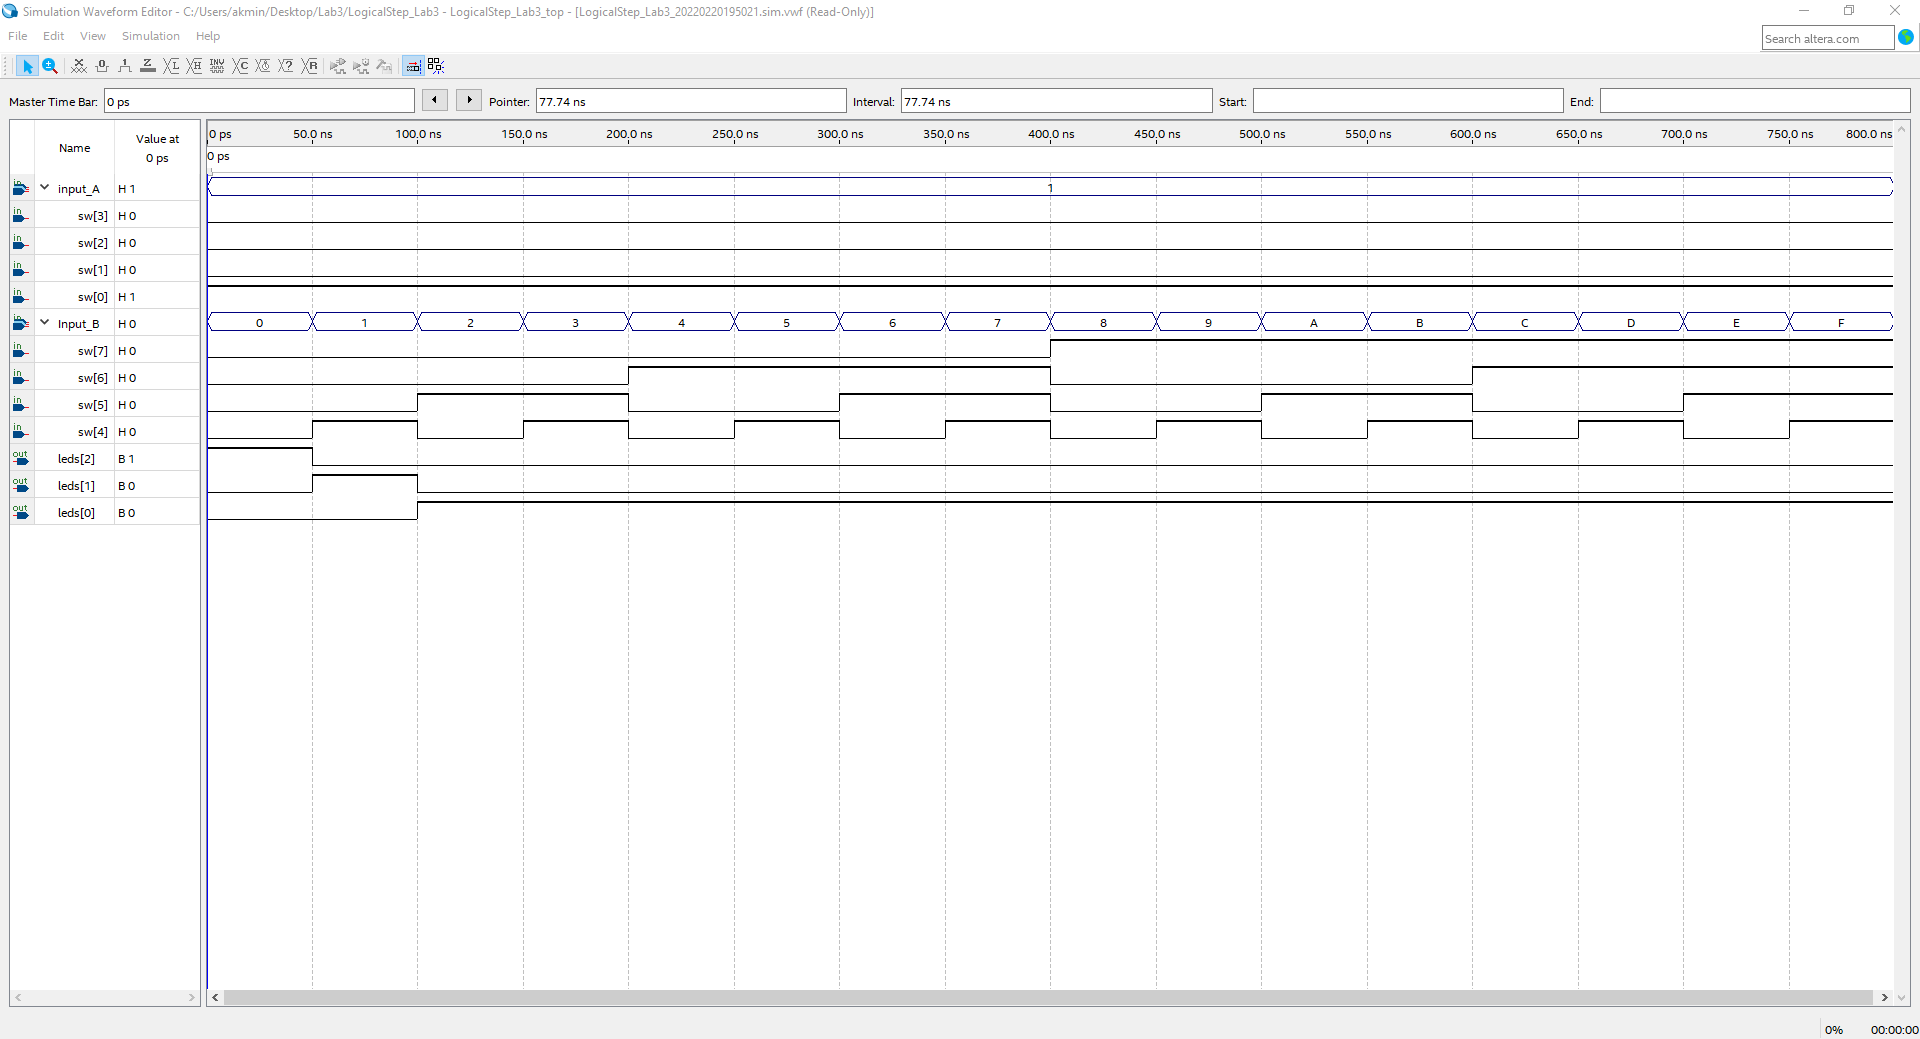 Simulation Waveform Editor - C:/Users/akmin/Desktop/Lab3/LogicalStep_Lab3 - LogicalStep_Lab3_top - [LogicalStep_Lab3_20220220195021.sim.vwf (Read-Only)]
File Edit View Simulation Help
Search altera.com
Master Time Bar: 0 ps Pointer: 77.74 ns Interval: 77.74 ns Start: End:
Name Value at 0 ps
0 ps 50.0 ns 100.0 ns 150.0 ns 200.0 ns 250.0 ns 300.0 ns 350.0 ns 400.0 ns 450.0 ns 500.0 ns 550.0 ns 600.0 ns 650.0 ns 700.0 ns 750.0 ns 800.0 ns
0 ps
input_A H 1 1
sw[3] H 0
sw[2] H 0
sw[1] H 0
sw[0] H 1
Input_B H 0 0 1 2 3 4 5 6 7 8 9 A B C D E F
sw[7] H 0
sw[6] H 0
sw[5] H 0
sw[4] H 0
leds[2] B 1
leds[1] B 0
leds[0] B 0
0% 00:00:00